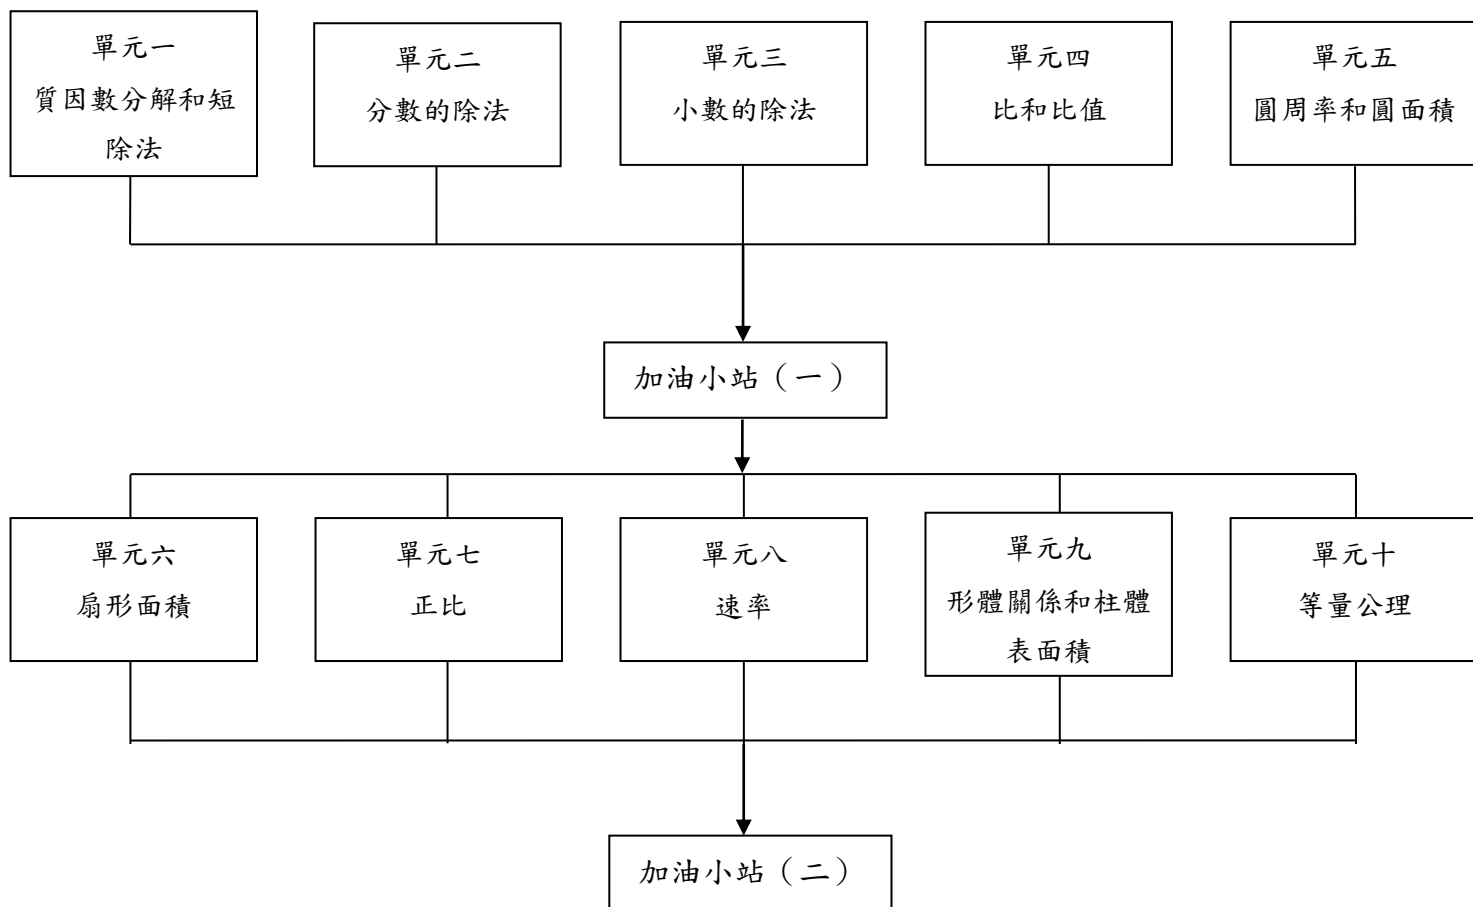 單元一
質因數分解和短
除法
單元二
分數的除法
單元三
小數的除法
單元四
比和比值
單元五
圓周率和圓面積
加油小站（一）
單元六
扇形面積
單元七
正比
單元八
速率
單元九
形體關係和柱體
表面積
單元十
等量公理
加油小站（二）